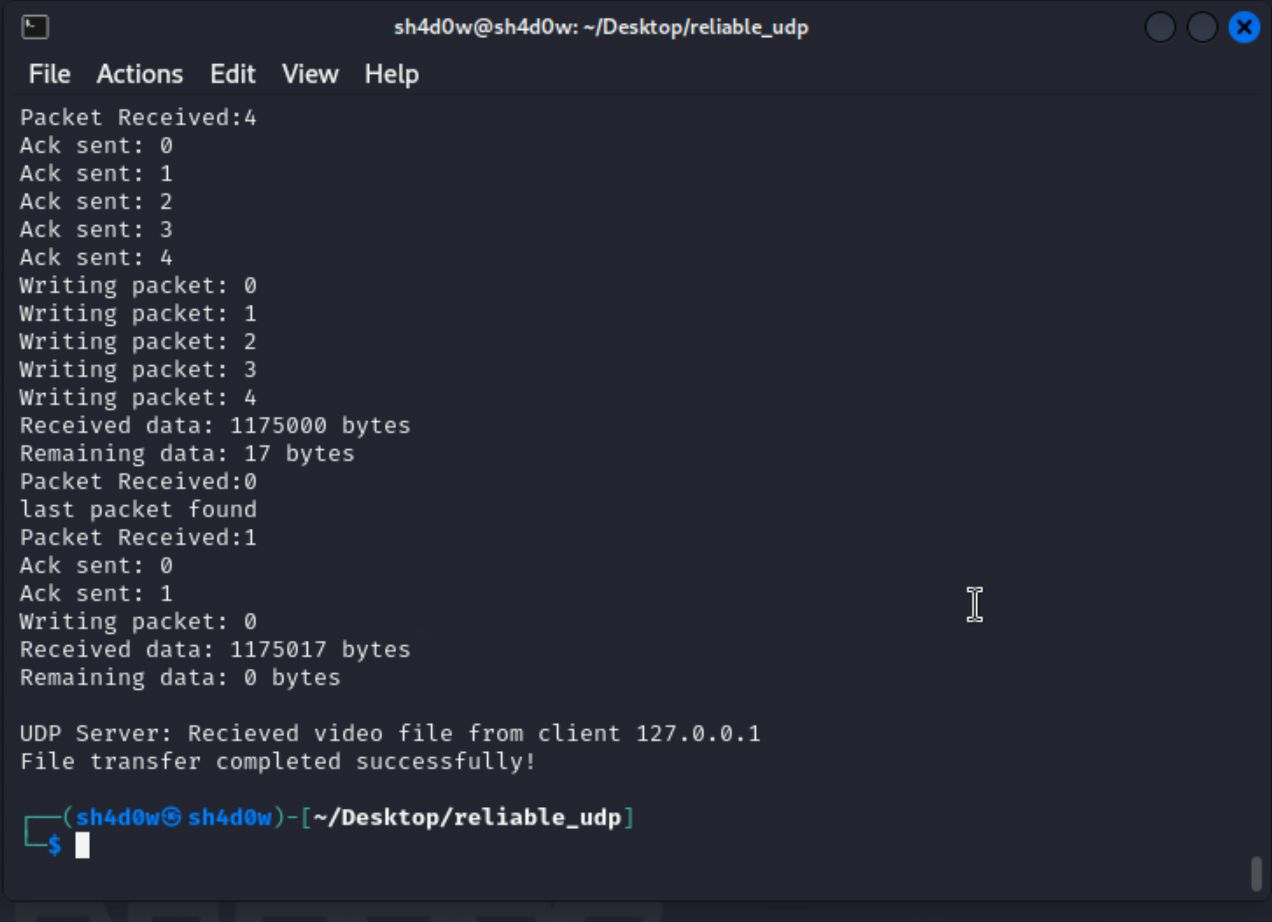 sh4d0w@sh4d0w: ~/Desktop/reliable_udp
File Actions Edit View Help
Packet Received:4
Ack sent: 0
Ack sent: 1
Ack sent: 2
Ack sent: 3
Ack sent: 4
Writing packet: 0
Writing packet: 1
Writing packet: 2
Writing packet: 3
Writing packet: 4
Received data: 1175000 bytes
Remaining data: 17 bytes
Packet Received:0
last packet found
Packet Received:1
Ack sent: 0
Ack sent: 1
Writing packet: 0
Received data: 1175017 bytes
Remaining data: 0 bytes
UDP Server: Recieved video file from client 127.0.0.1
File transfer completed successfully!
┌──(sh4d0w㉿sh4d0w)-[~/Desktop/reliable_udp]
└─$